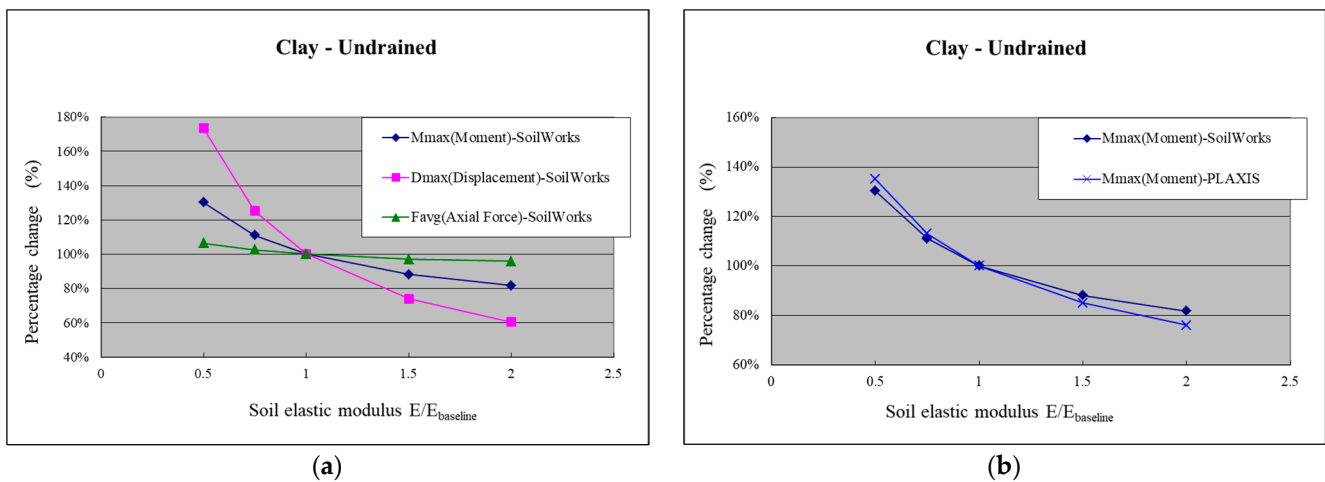 Clay - Undrained
Percentage change (%)
180%
160%
140%
120%
100%
80%
60%
40%
Mmax(Moment)-SoilWorks
Dmax(Displacement)-SoilWorks
Favg(Axial Force)-SoilWorks
0 0.5 1 1.5 2 2.5
Soil elastic modulus E/Ebaseline
(a)
Clay - Undrained
Percentage change (%)
160%
140%
120%
100%
80%
60%
Mmax(Moment)-SoilWorks
Mmax(Moment)-PLAXIS
0 0.5 1 1.5 2 2.5
Soil elastic modulus E/Ebaseline
(b)